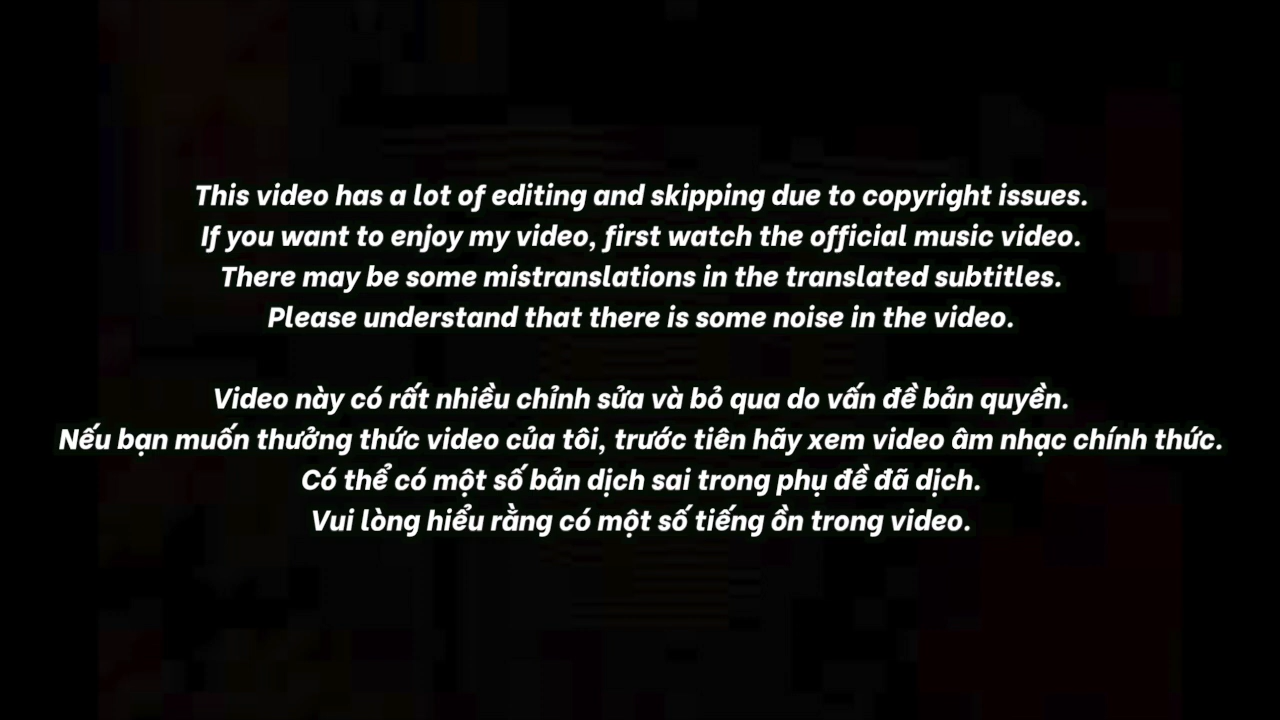 This video has a lot of editing and skipping due to copyright issues.
If you want to enjoy my video, first watch the official music video.
There may be some mistranslations in the translated subtitles.
Please understand that there is some noise in the video.
Video này có rất nhiều chỉnh sửa và bỏ qua do vấn đề bản quyền.
Nếu bạn muốn thưởng thức video của tôi, trước tiên hãy xem video âm nhạc chính thức.
Có thể có một số bản dịch sai trong phụ đề đã dịch.
Vui lòng hiểu rằng có một số tiếng ồn trong video.